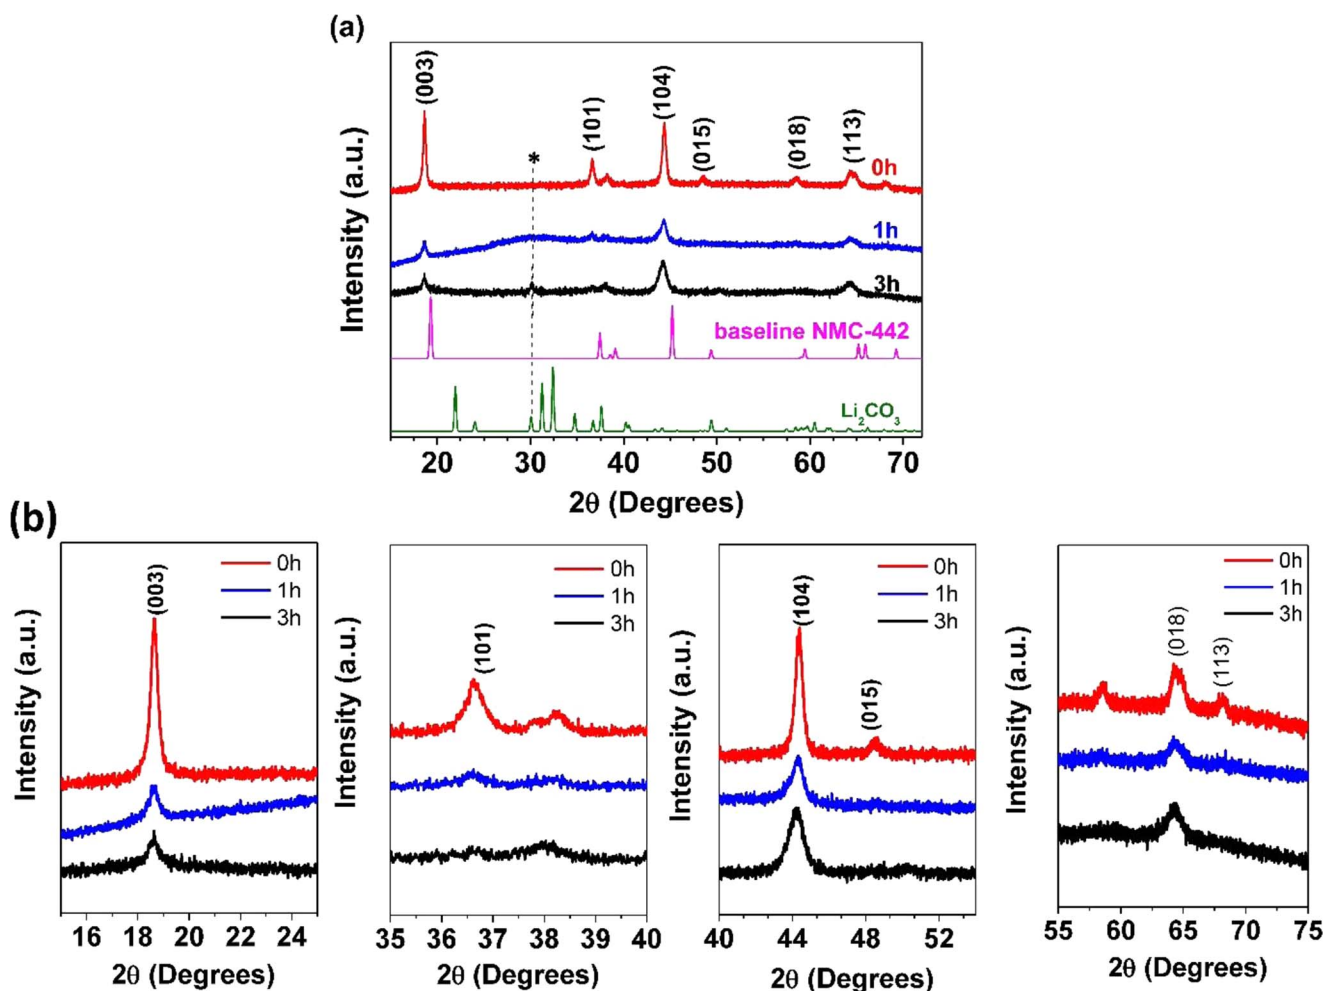 (a)
(003)
*
(101)
(104)
(015)
(018)
(113)
0h
1h
3h
baseline NMC-442
Li₂CO₃
Intensity (a.u.)
20 30 40 50 60 70
2θ (Degrees)
(b)
0h
1h
3h
(003)
Intensity (a.u.)
16 18 20 22 24
2θ (Degrees)
0h
1h
3h
(101)
Intensity (a.u.)
35 36 37 38 39 40
2θ (Degrees)
0h
1h
3h
(104)
(015)
Intensity (a.u.)
40 44 48 52
2θ (Degrees)
0h
1h
3h
(018)
(113)
Intensity (a.u.)
55 60 65 70 75
2θ (Degrees)